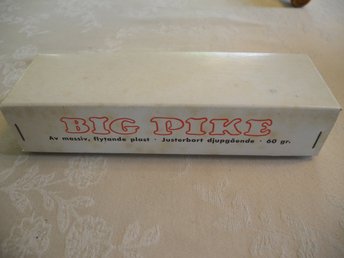 BIG PIKE
Av massiv, flytande plast · Justerbart djupgående · 60 gr.